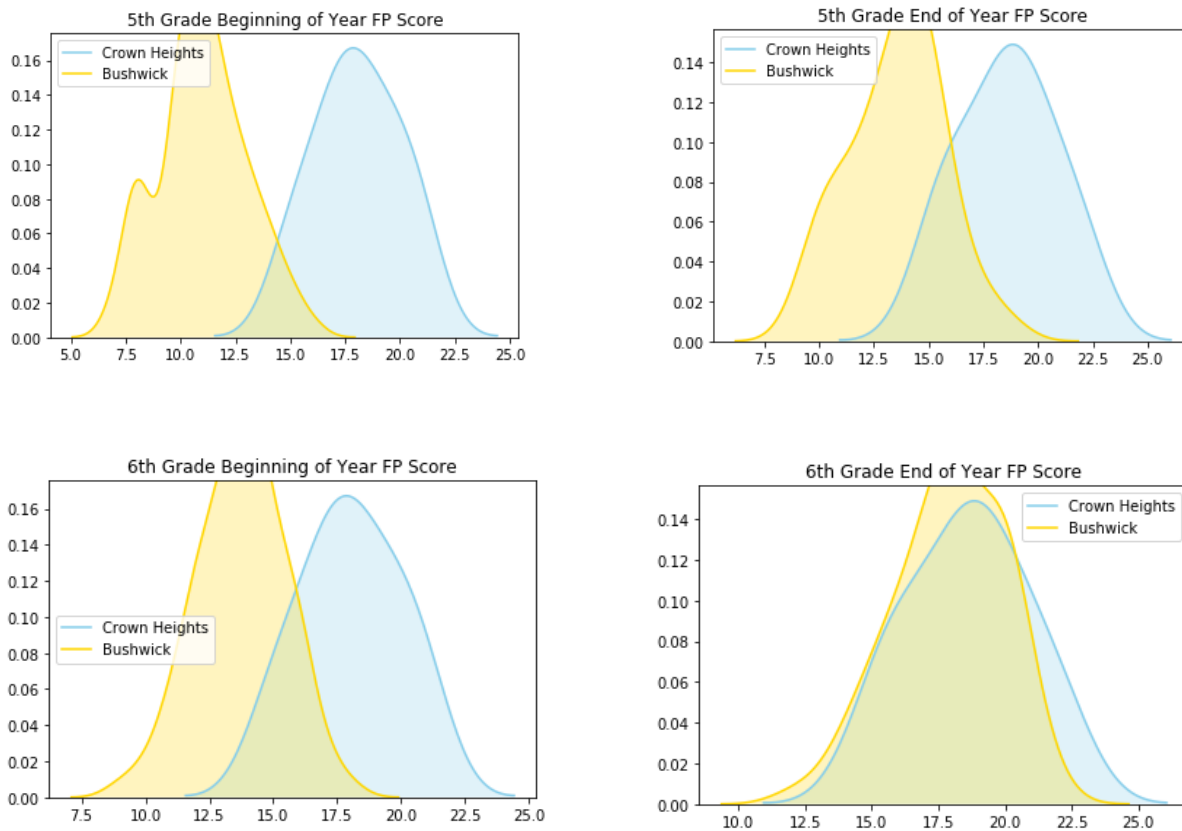 5th Grade Beginning of Year FP Score
0.16
0.14
0.12
0.10
0.08
0.06
0.04
0.02
0.00
Crown Heights
Bushwick
5.0 7.5 10.0 12.5 15.0 17.5 20.0 22.5 25.0
5th Grade End of Year FP Score
0.14
0.12
0.10
0.08
0.06
0.04
0.02
0.00
Crown Heights
Bushwick
7.5 10.0 12.5 15.0 17.5 20.0 22.5 25.0
6th Grade Beginning of Year FP Score
0.16
0.14
0.12
0.10
0.08
0.06
0.04
0.02
0.00
Crown Heights
Bushwick
7.5 10.0 12.5 15.0 17.5 20.0 22.5 25.0
6th Grade End of Year FP Score
0.14
0.12
0.10
0.08
0.06
0.04
0.02
0.00
Crown Heights
Bushwick
10.0 12.5 15.0 17.5 20.0 22.5 25.0